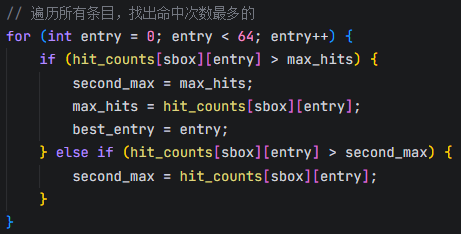 // 遍历所有条目，找出命中次数最多的
for (int entry = 0; entry < 64; entry++) {
    if (hit_counts[sbox][entry] > max_hits) {
        second_max = max_hits;
        max_hits = hit_counts[sbox][entry];
        best_entry = entry;
    } else if (hit_counts[sbox][entry] > second_max) {
        second_max = hit_counts[sbox][entry];
    }
}